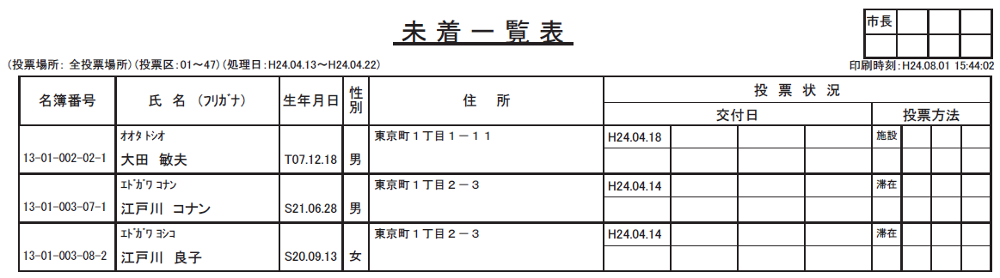 未着一覧表
市長
（投票場所： 全投票場所）（投票区：01～47）（処理日：H24.04.13～H24.04.22）
印刷時刻：H24.08.01 15:44:02
名簿番号 氏 名 （ﾌﾘｶﾞﾅ） 生年月日 性別 住 所 投 票 状 況
交付日 投票方法
ｵｵﾀ ﾄｼｵ 東京町１丁目１－１１ H24.04.18 施設
13-01-002-02-1 大田 敏夫 T07.12.18 男
ｴﾄﾞｶﾞﾜ ｺﾅﾝ 東京町１丁目２－３ H24.04.14 滞在
13-01-003-07-1 江戸川 コナン S21.06.28 男
ｴﾄﾞｶﾞﾜ ﾖｼｺ 東京町１丁目２－３ H24.04.14 滞在
13-01-003-08-2 江戸川 良子 S20.09.13 女